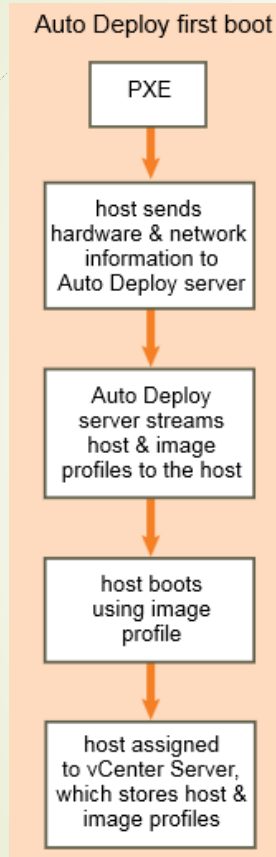 Auto Deploy first boot
PXE
host sends
hardware & network
information to
Auto Deploy server
Auto Deploy
server streams
host & image
profiles to the host
host boots
using image
profile
host assigned
to vCenter Server,
which stores host &
image profiles